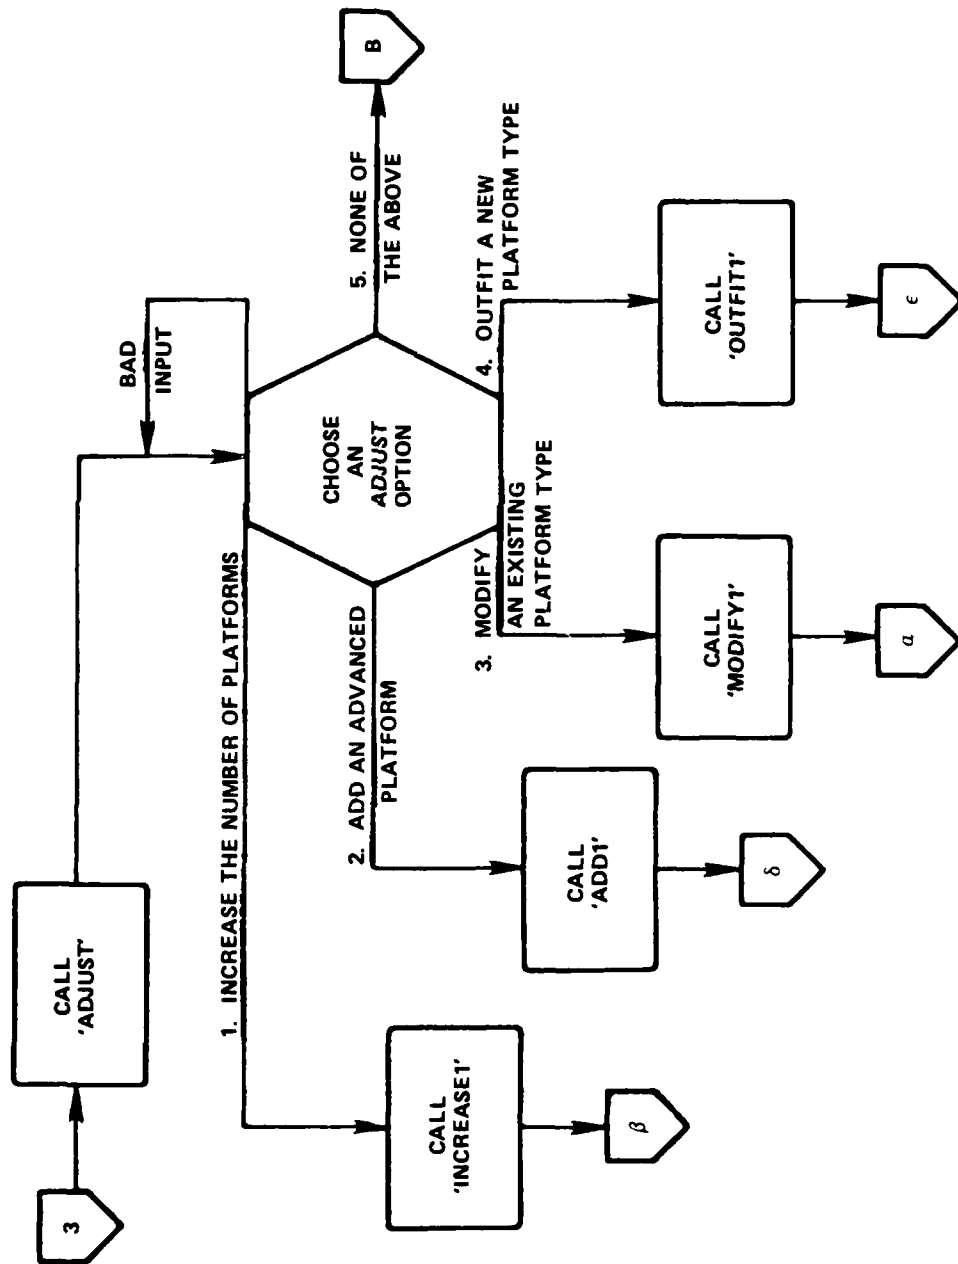 3
CALL
'ADJUST'
BAD
INPUT
CHOOSE
AN
ADJUST
OPTION
1. INCREASE THE NUMBER OF PLATFORMS
CALL
'INCREASE1'
β
2. ADD AN ADVANCED
PLATFORM
CALL
'ADD1'
δ
3. MODIFY
AN EXISTING
PLATFORM TYPE
CALL
'MODIFY1'
α
4. OUTFIT A NEW
PLATFORM TYPE
CALL
'OUTFIT1'
ϵ
5. NONE OF
THE ABOVE
B